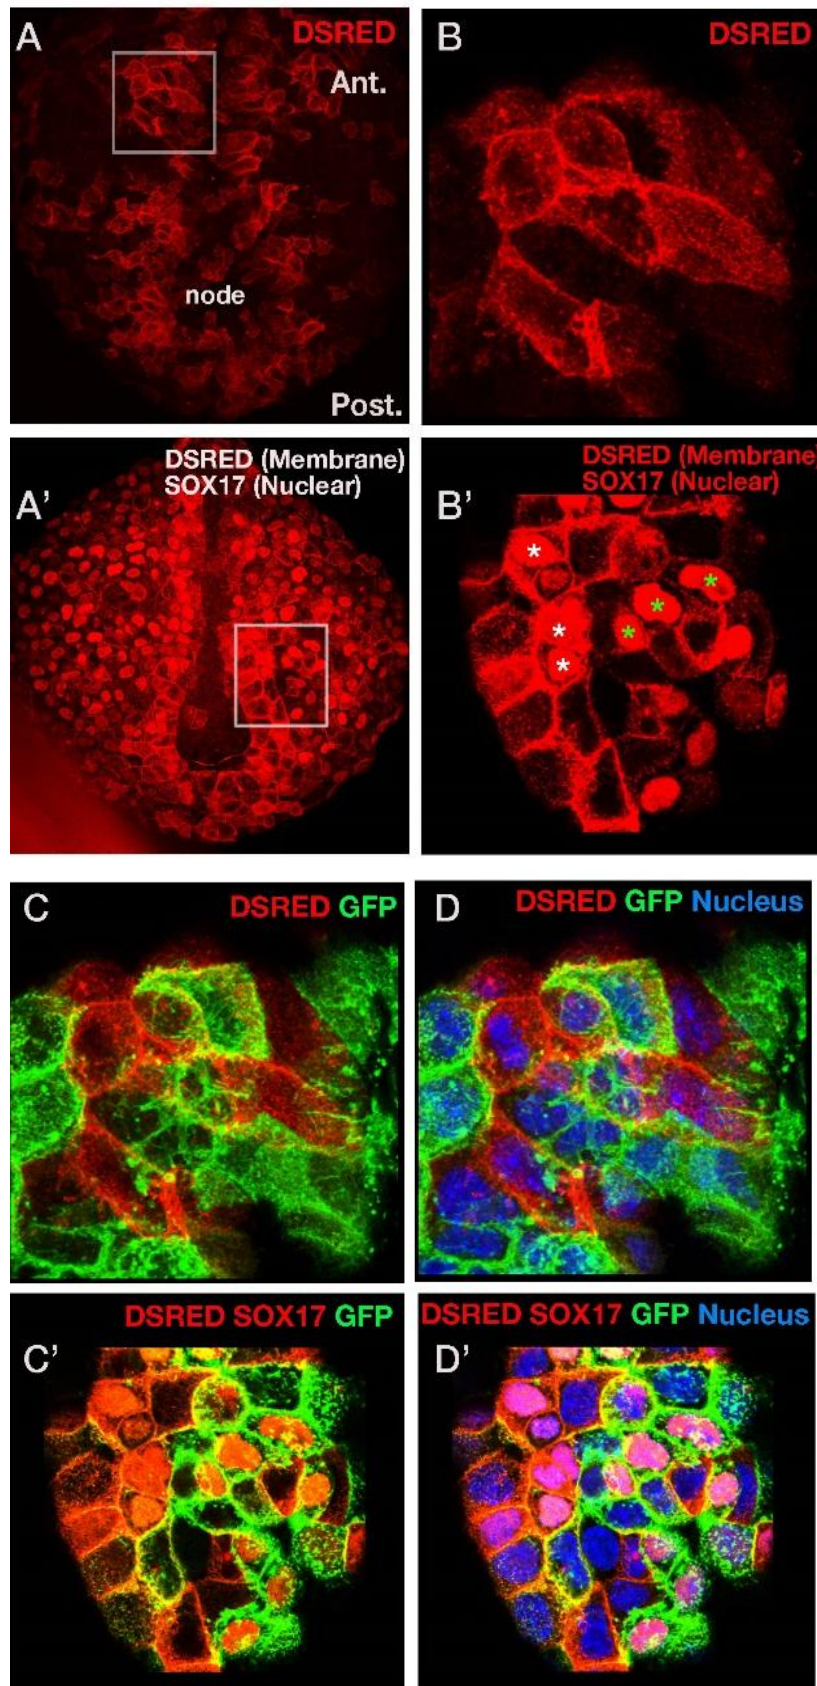 A
DSRED
Ant.
node
Post.
B
DSRED
A'
DSRED (Membrane)
SOX17 (Nuclear)
B'
DSRED (Membrane)
SOX17 (Nuclear)
*
*
*
*
*
*
C
DSRED GFP
D
DSRED GFP Nucleus
C'
DSRED SOX17 GFP
D'
DSRED SOX17 GFP Nucleus